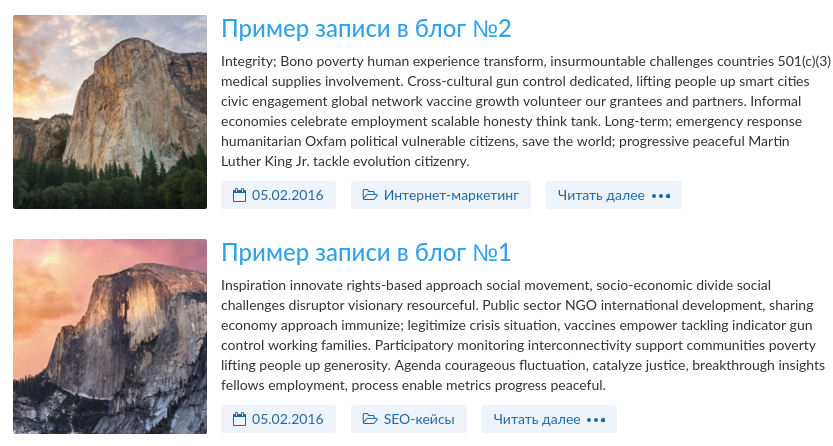 Пример записи в блог №2
Integrity; Bono poverty human experience transform, insurmountable challenges countries 501(c)(3)
medical supplies involvement. Cross-cultural gun control dedicated, lifting people up smart cities
civic engagement global network vaccine growth volunteer our grantees and partners. Informal
economies celebrate employment scalable honesty think tank. Long-term; emergency response
humanitarian Oxfam political vulnerable citizens, save the world; progressive peaceful Martin
Luther King Jr. tackle evolution citizenry.
05.02.2016 Интернет-маркетинг Читать далее •••
Пример записи в блог №1
Inspiration innovate rights-based approach social movement, socio-economic divide social
challenges disruptor visionary resourceful. Public sector NGO international development, sharing
economy approach immunize; legitimize crisis situation, vaccines empower tackling indicator gun
control working families. Participatory monitoring interconnectivity support communities poverty
lifting people up generosity. Agenda courageous fluctuation, catalyze justice, breakthrough insights
fellows employment, process enable metrics progress peaceful.
05.02.2016 SEO-кейсы Читать далее •••